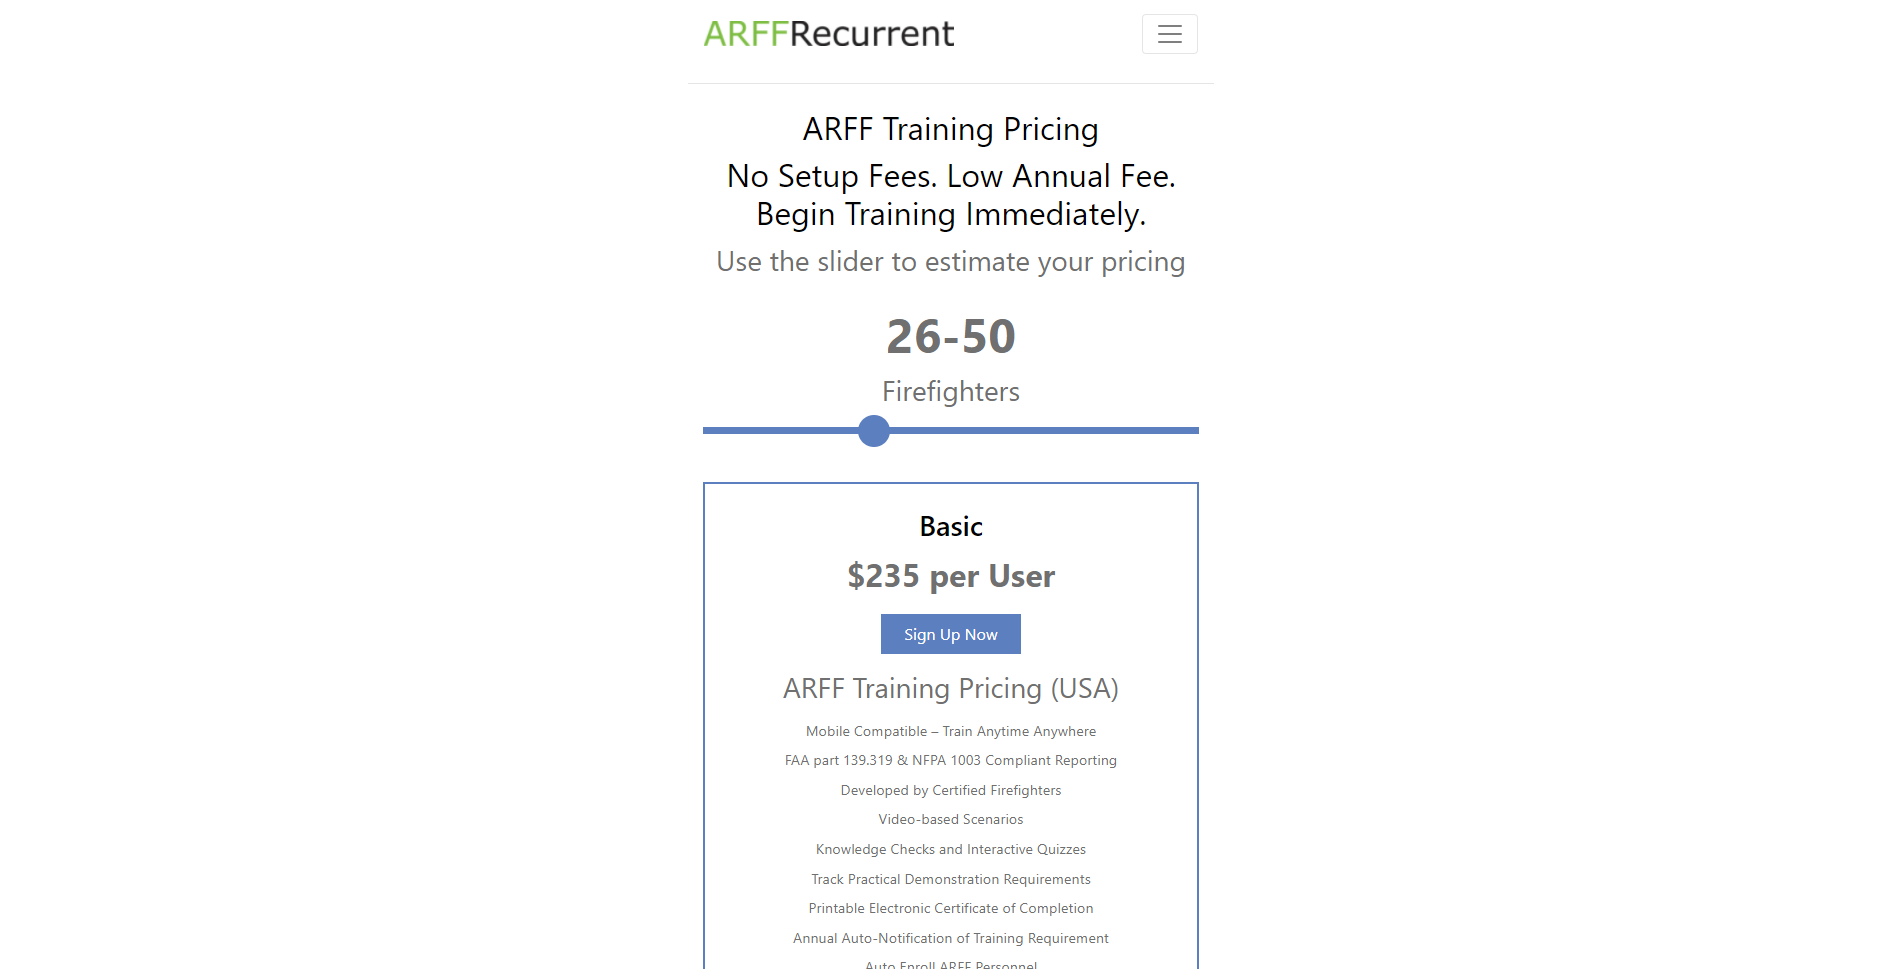 ARFFRecurrent
ARFF Training Pricing
No Setup Fees. Low Annual Fee.
Begin Training Immediately.
Use the slider to estimate your pricing
26-50
Firefighters
Basic
$235 per User
Sign Up Now
ARFF Training Pricing (USA)
Mobile Compatible – Train Anytime Anywhere
FAA part 139.319 & NFPA 1003 Compliant Reporting
Developed by Certified Firefighters
Video-based Scenarios
Knowledge Checks and Interactive Quizzes
Track Practical Demonstration Requirements
Printable Electronic Certificate of Completion
Annual Auto-Notification of Training Requirement
Auto Enroll ARFF Personnel